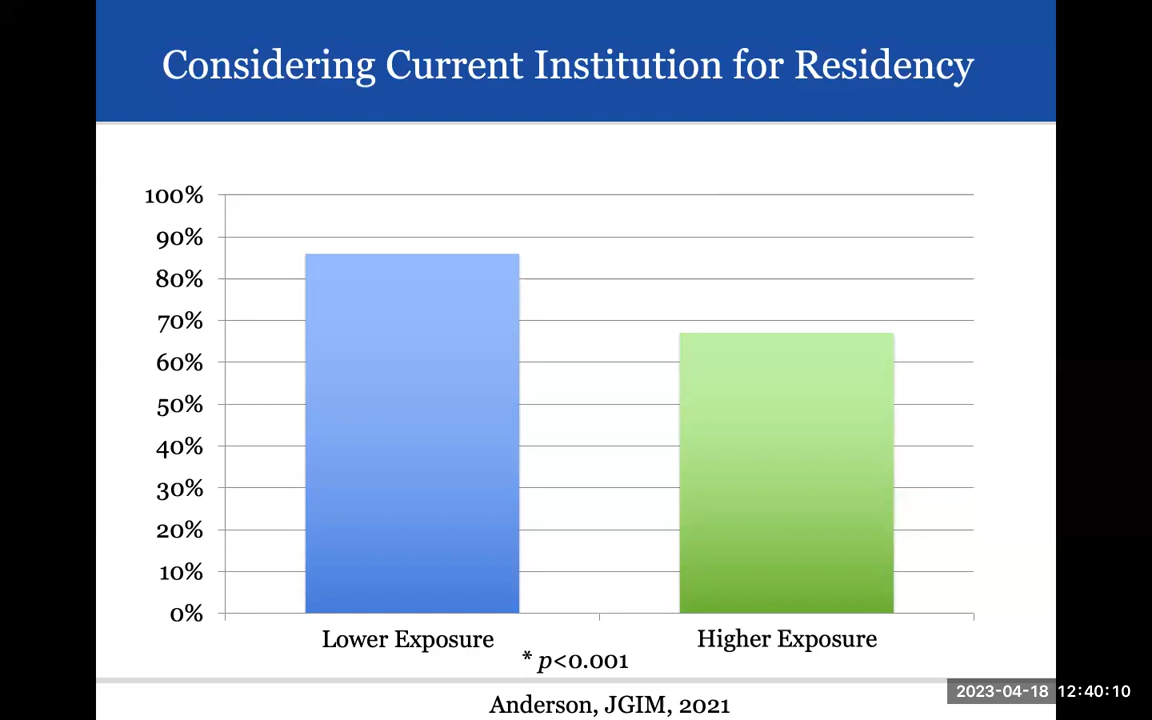 Considering Current Institution for Residency
100%
90%
80%
70%
60%
50%
40%
30%
20%
10%
0%
Lower Exposure
Higher Exposure
* p<0.001
2023-04-18 12:40:10
Anderson, JGIM, 2021